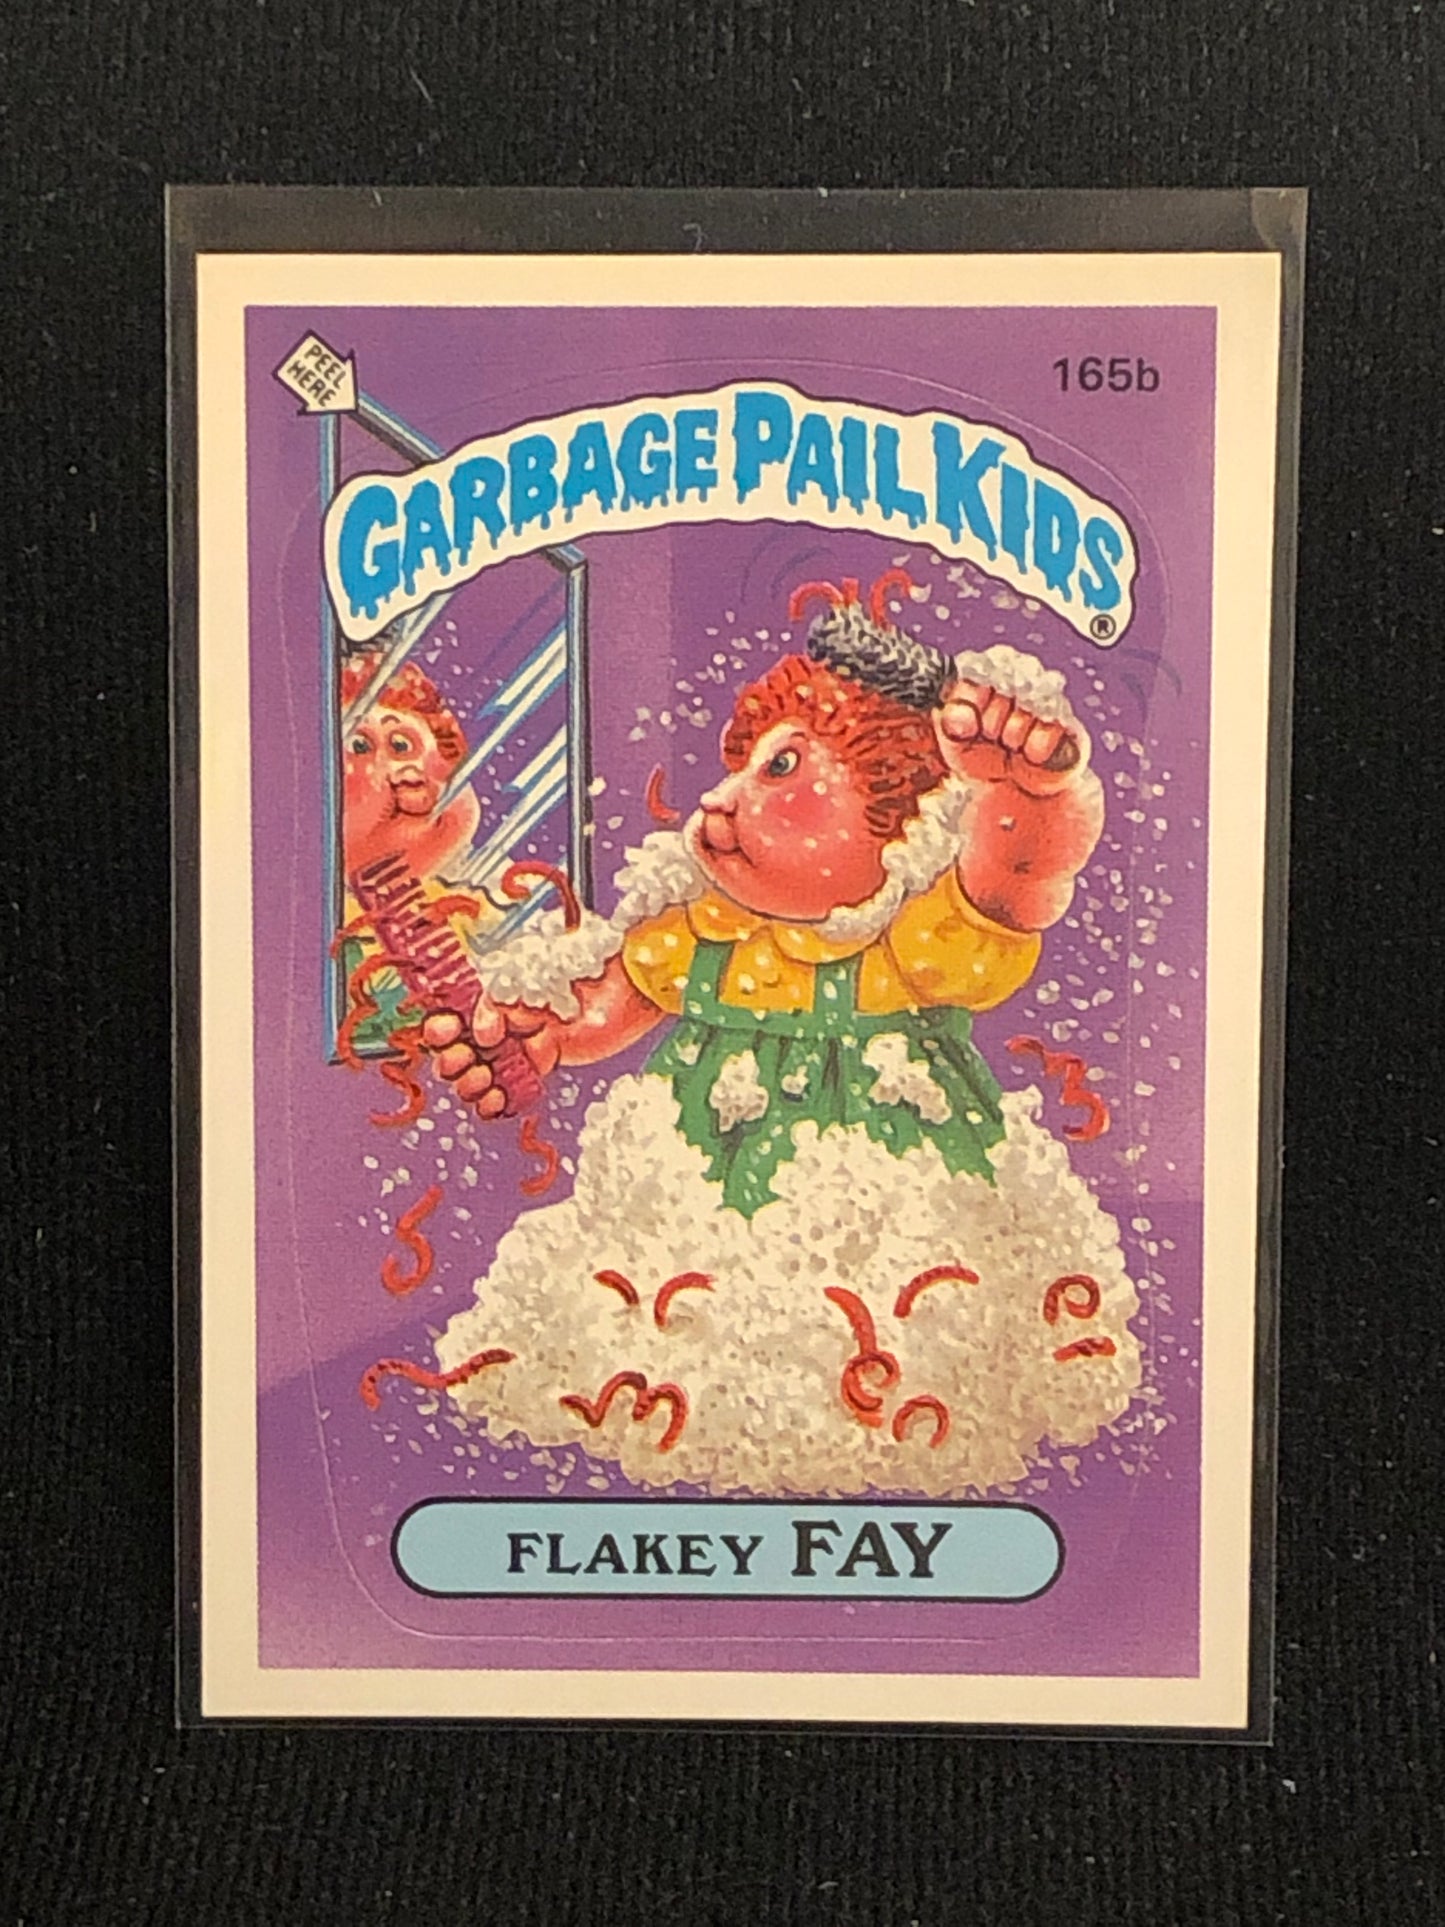 PEEL
HERE
165b
GARBAGE PAIL KIDS
®
FLAKEY FAY